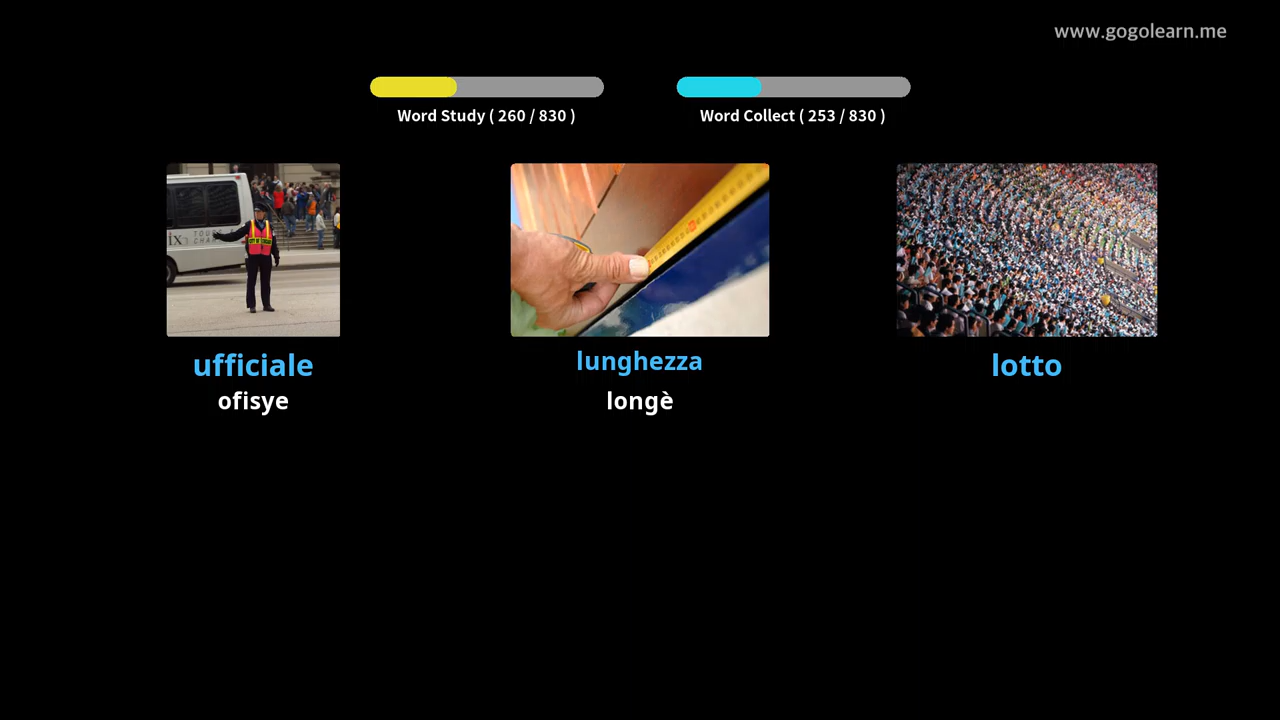 www.gogolearn.me
Word Study ( 260 / 830 )
Word Collect ( 253 / 830 )
ufficiale
lunghezza
lotto
ofisye
longè